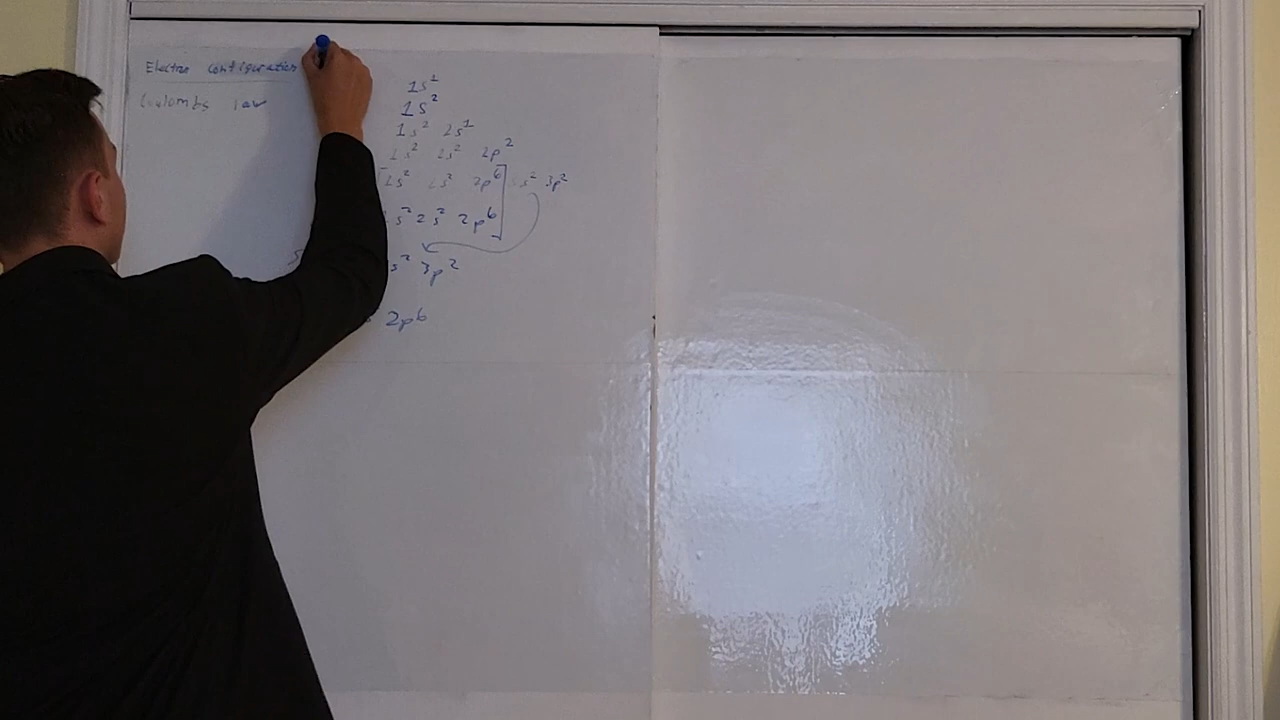 Electron configuration
Coulombs law
1s¹
1s²
1s² 2s¹
1s² 2s² 2p²
[1s² 2s² 2p⁶] 3s² 3p²
s² 2s² 2p⁶]
s² 3p²
2p⁶